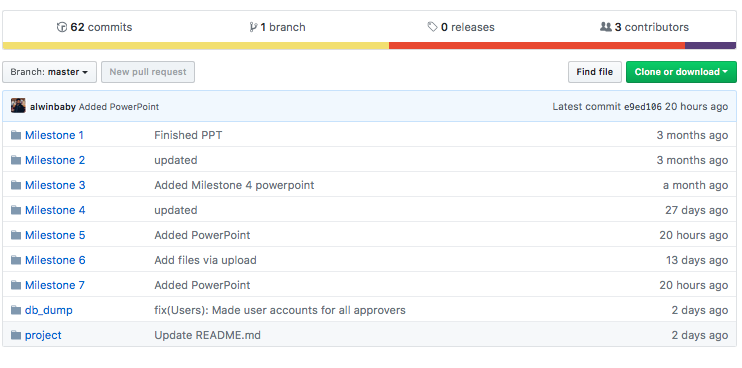 62 commits 1 branch 0 releases 3 contributors
Branch: master New pull request Find file Clone or download
alwinbaby Added PowerPoint Latest commit e9ed106 20 hours ago
Milestone 1 Finished PPT 3 months ago
Milestone 2 updated 3 months ago
Milestone 3 Added Milestone 4 powerpoint a month ago
Milestone 4 updated 27 days ago
Milestone 5 Added PowerPoint 20 hours ago
Milestone 6 Add files via upload 13 days ago
Milestone 7 Added PowerPoint 20 hours ago
db_dump fix(Users): Made user accounts for all approvers 2 days ago
project Update README.md 2 days ago